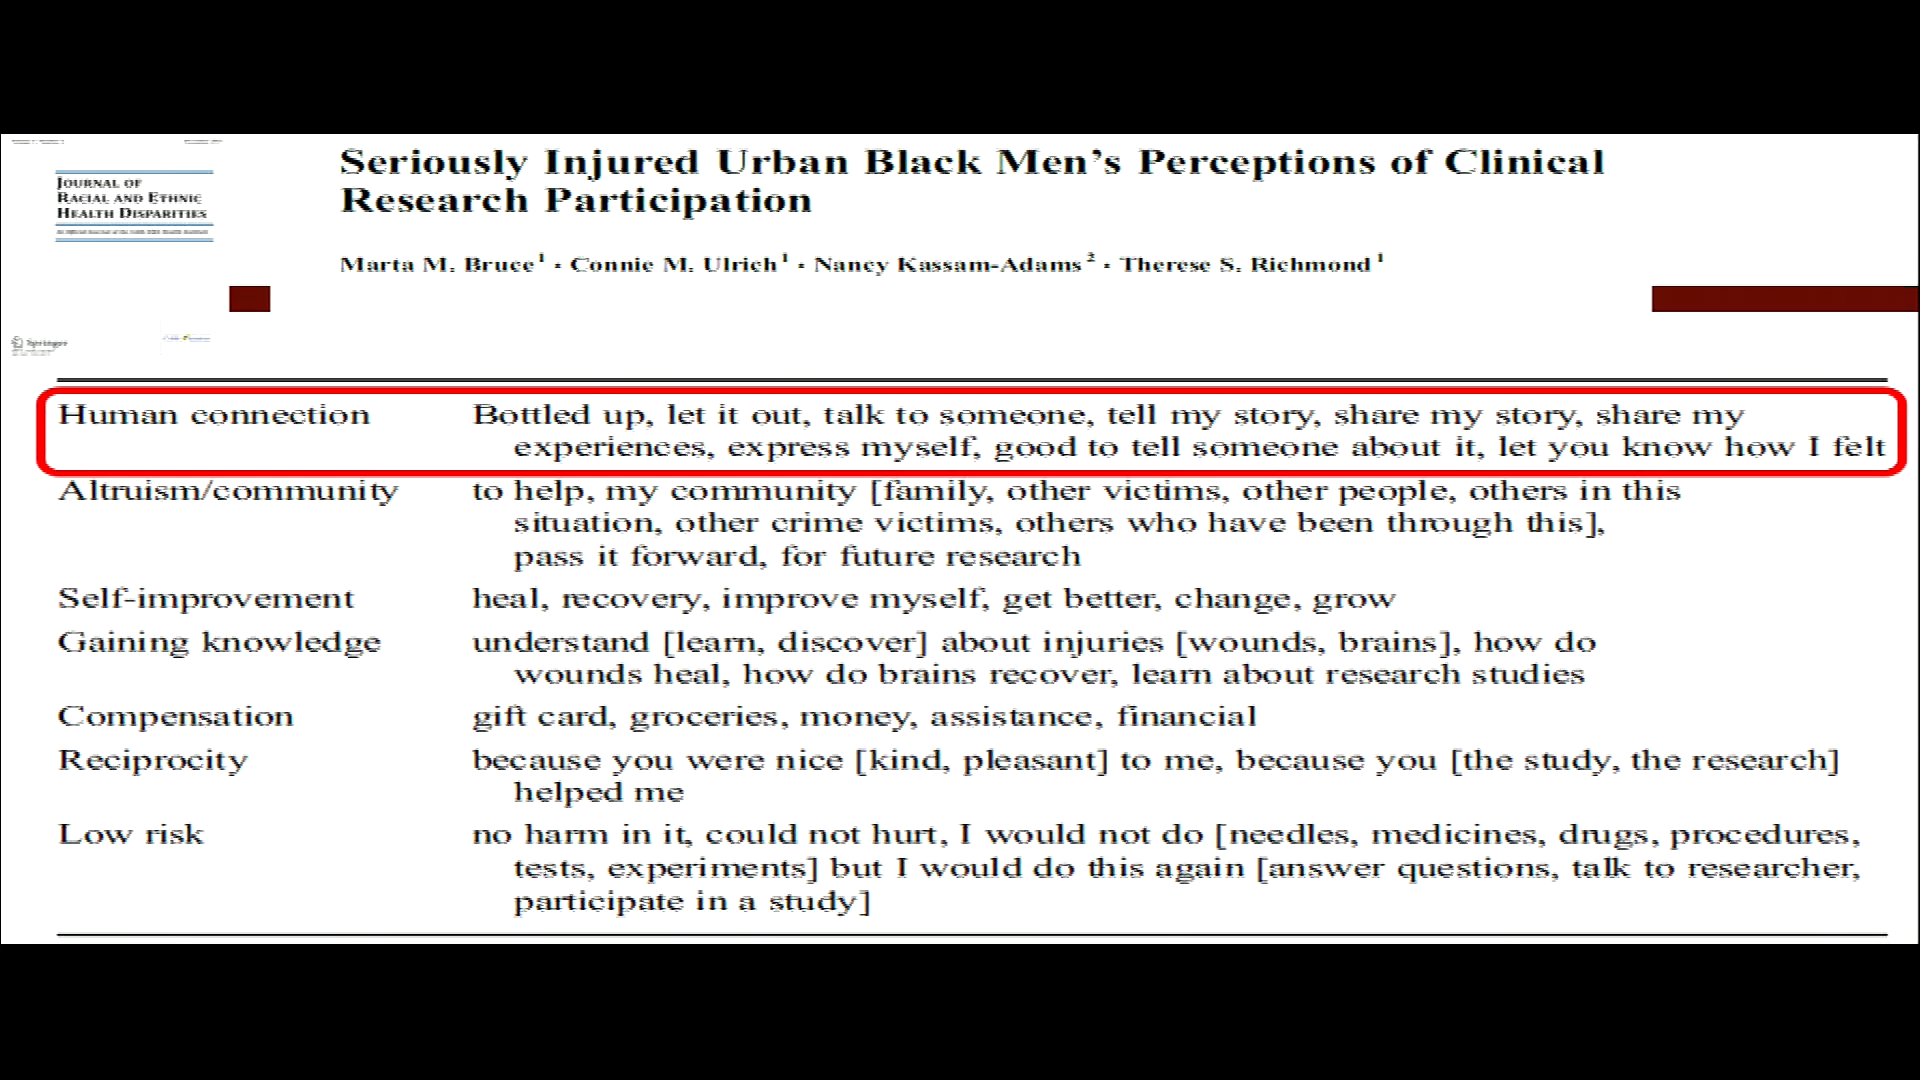 JOURNAL OF
RACIAL AND ETHNIC
HEALTH DISPARITIES
Seriously Injured Urban Black Men's Perceptions of Clinical
Research Participation
Marta M. Bruce1 · Connie M. Ulrich1 · Nancy Kassam-Adams2 · Therese S. Richmond1
Springer
Human connection Bottled up, let it out, talk to someone, tell my story, share my story, share my
experiences, express myself, good to tell someone about it, let you know how I felt
Altruism/community to help, my community [family, other victims, other people, others in this
situation, other crime victims, others who have been through this],
pass it forward, for future research
Self-improvement heal, recovery, improve myself, get better, change, grow
Gaining knowledge understand [learn, discover] about injuries [wounds, brains], how do
wounds heal, how do brains recover, learn about research studies
Compensation gift card, groceries, money, assistance, financial
Reciprocity because you were nice [kind, pleasant] to me, because you [the study, the research]
helped me
Low risk no harm in it, could not hurt, I would not do [needles, medicines, drugs, procedures,
tests, experiments] but I would do this again [answer questions, talk to researcher,
participate in a study]